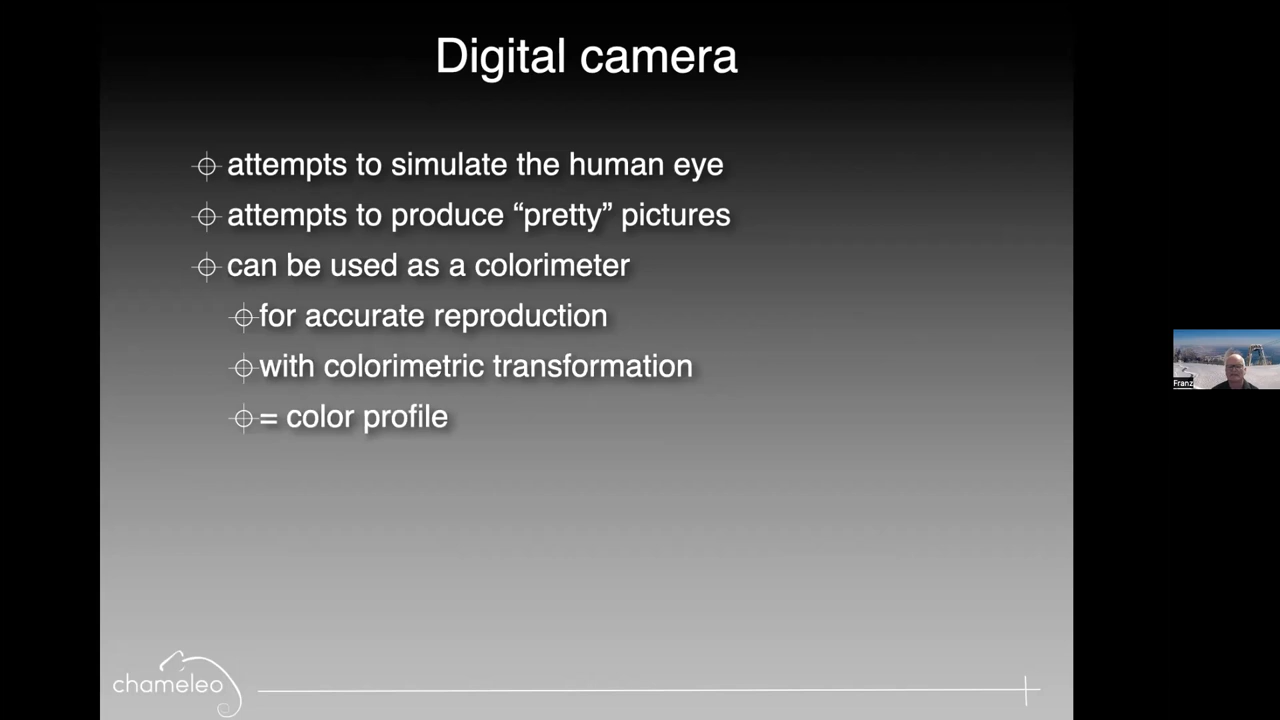 Digital camera
attempts to simulate the human eye
attempts to produce “pretty” pictures
can be used as a colorimeter
for accurate reproduction
with colorimetric transformation
= color profile
Franz
chameleo